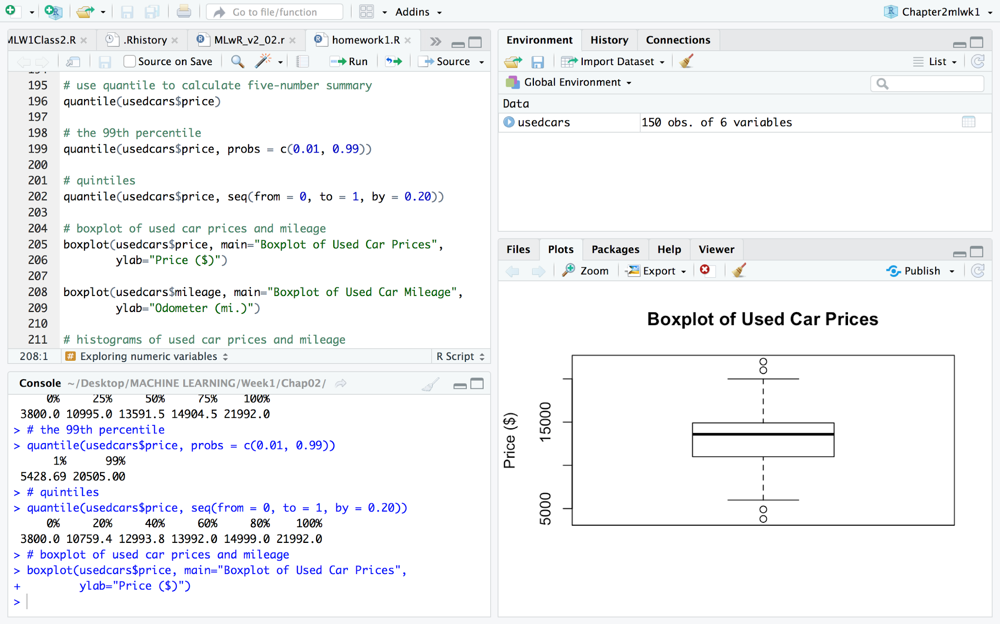 Go to file/function
Addins
Chapter2mlwk1
MLW1Class2.R
.Rhistory
MLwR_v2_02.r
homework1.R
Source on Save
Run
Source
195 # use quantile to calculate five-number summary
196 quantile(usedcars$price)
197
198 # the 99th percentile
199 quantile(usedcars$price, probs = c(0.01, 0.99))
200
201 # quintiles
202 quantile(usedcars$price, seq(from = 0, to = 1, by = 0.20))
203
204 # boxplot of used car prices and mileage
205 boxplot(usedcars$price, main="Boxplot of Used Car Prices",
206         ylab="Price ($)")
207
208 boxplot(usedcars$mileage, main="Boxplot of Used Car Mileage",
209         ylab="Odometer (mi.)")
210
211 # histograms of used car prices and mileage
208:1 # Exploring numeric variables R Script
Console ~/Desktop/MACHINE LEARNING/Week1/Chap02/
0% 25% 50% 75% 100%
3800.0 10995.0 13591.5 14904.5 21992.0
> # the 99th percentile
> quantile(usedcars$price, probs = c(0.01, 0.99))
1% 99%
5428.69 20505.00
> # quintiles
> quantile(usedcars$price, seq(from = 0, to = 1, by = 0.20))
0% 20% 40% 60% 80% 100%
3800.0 10759.4 12993.8 13992.0 14999.0 21992.0
> # boxplot of used car prices and mileage
> boxplot(usedcars$price, main="Boxplot of Used Car Prices",
+         ylab="Price ($)")
>
Environment History Connections
Import Dataset
List
Global Environment
Data
usedcars 150 obs. of 6 variables
Files Plots Packages Help Viewer
Zoom Export Publish
Boxplot of Used Car Prices
Price ($)
15000
5000